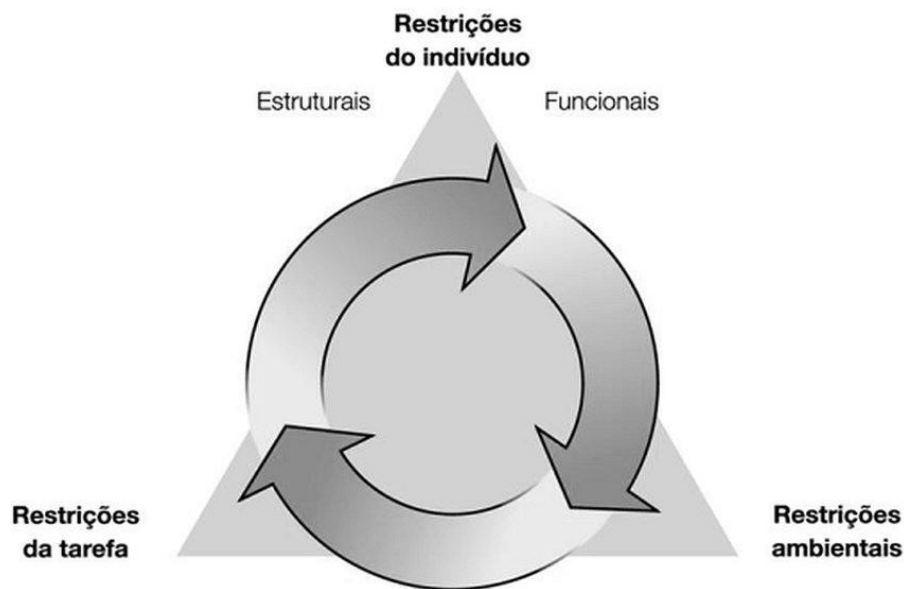 Restrições
do indivíduo
Estruturais
Funcionais
Restrições
da tarefa
Restrições
ambientais